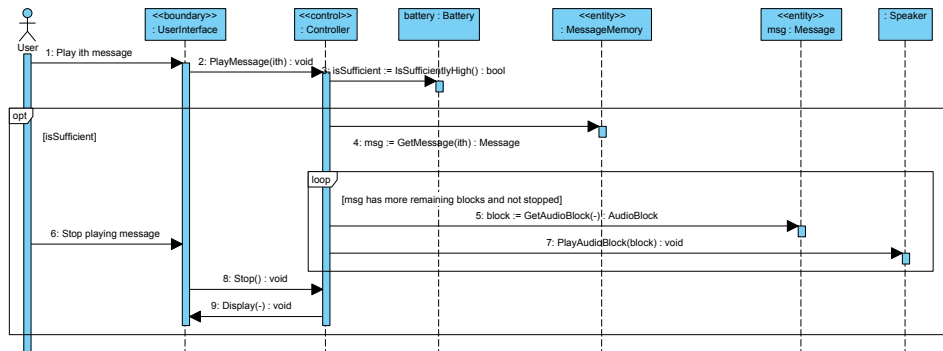 <<boundary>>
: UserInterface
<<control>>
: Controller
battery : Battery
<<entity>>
: MessageMemory
<<entity>>
msg : Message
: Speaker
User
1: Play ith message
2: PlayMessage(ith) : void
3: isSufficient := IsSufficientlyHigh() : bool
opt
[isSufficient]
4: msg := GetMessage(ith) : Message
loop
[msg has more remaining blocks and not stopped]
5: block := GetAudioBlock(-) : AudioBlock
6: Stop playing message
7: PlayAudioBlock(block) : void
8: Stop() : void
9: Display(-) : void